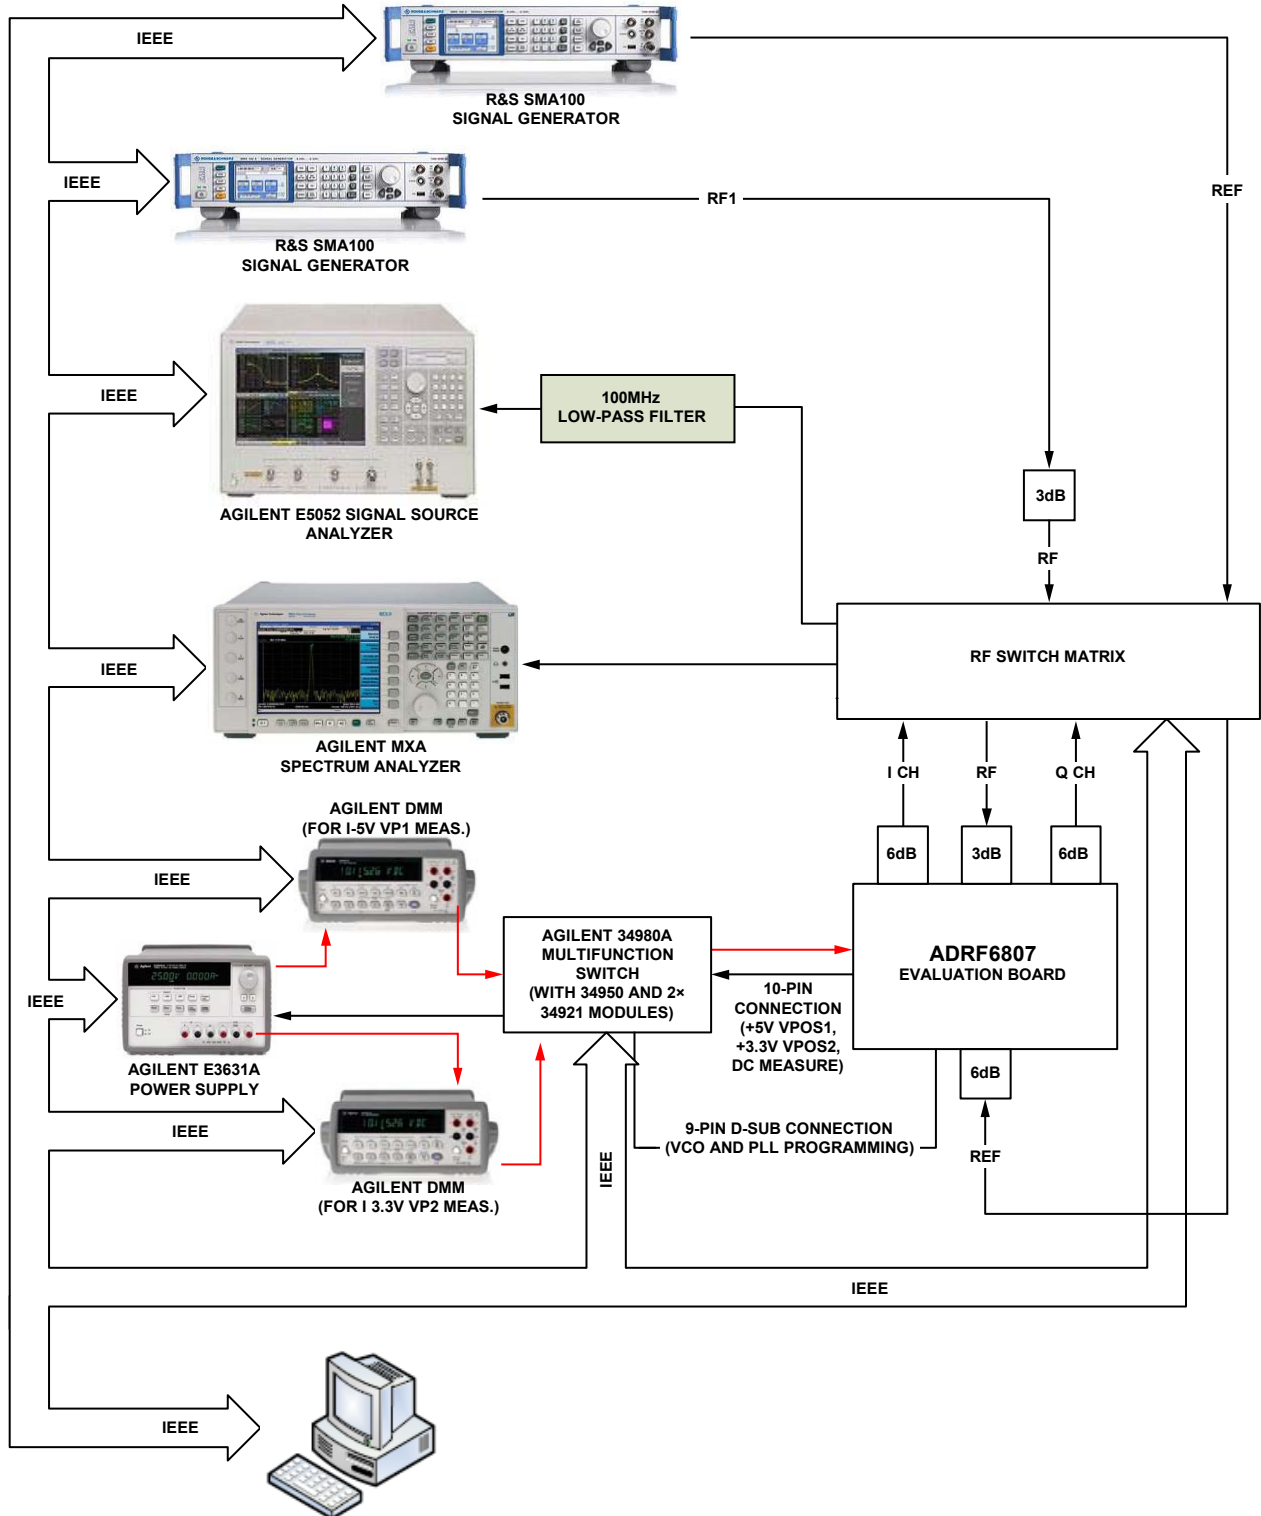 IEEE
R&S SMA100
SIGNAL GENERATOR
IEEE
RF1
REF
R&S SMA100
SIGNAL GENERATOR
IEEE
100MHz
LOW-PASS FILTER
3dB
AGILENT E5052 SIGNAL SOURCE
ANALYZER
RF
IEEE
RF SWITCH MATRIX
AGILENT MXA
SPECTRUM ANALYZER
I CH
RF
Q CH
AGILENT DMM
(FOR I-5V VP1 MEAS.)
6dB
3dB
6dB
IEEE
AGILENT 34980A
MULTIFUNCTION
SWITCH
(WITH 34950 AND 2×
34921 MODULES)
ADRF6807
EVALUATION BOARD
IEEE
10-PIN
CONNECTION
(+5V VPOS1,
+3.3V VPOS2,
DC MEASURE)
AGILENT E3631A
POWER SUPPLY
6dB
IEEE
9-PIN D-SUB CONNECTION
(VCO AND PLL PROGRAMMING)
IEEE
REF
AGILENT DMM
(FOR I 3.3V VP2 MEAS.)
IEEE
IEEE